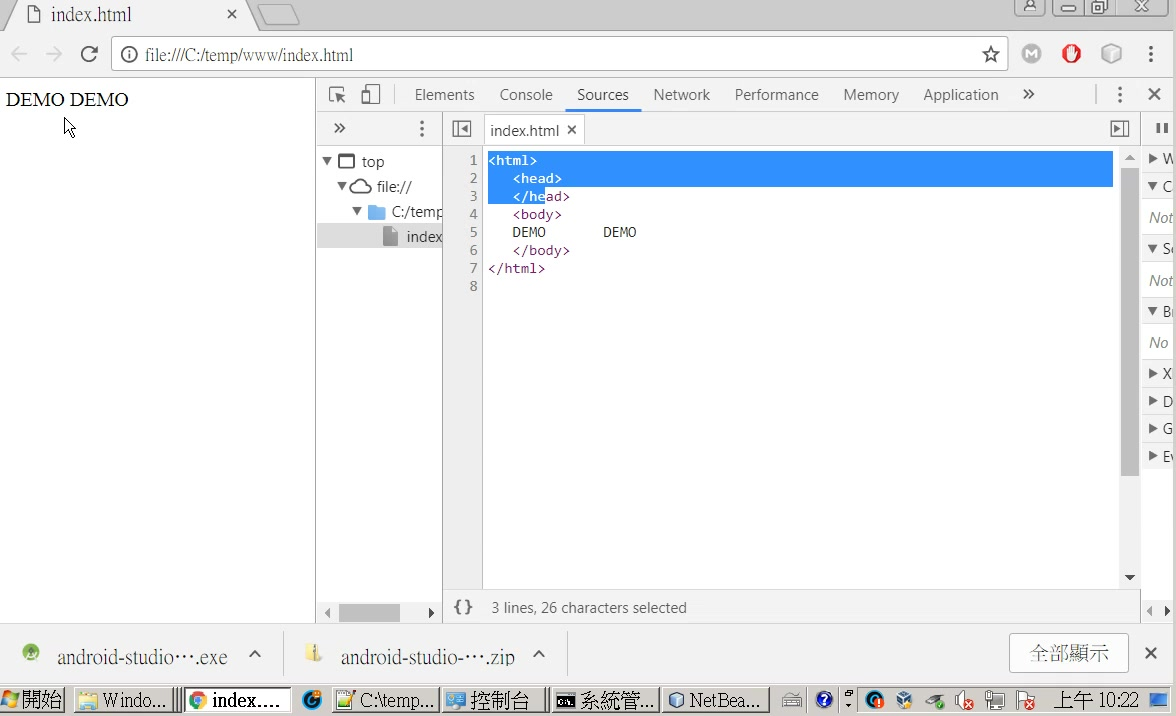 index.html
file:///C:/temp/www/index.html
DEMO DEMO
Elements Console Sources Network Performance Memory Application
index.html
top
file://
C:/temp
index
1 <html>
2 <head>
3 </head>
4 <body>
5 DEMO DEMO
6 </body>
7 </html>
8
W
C
Not
Sc
Not
Br
No
X
D
G
Ev
{} 3 lines, 26 characters selected
android-studio⋯.exe android-studio-⋯.zip 全部顯示
開始 Windo... index.... C:\temp... 控制台 系統管... NetBea... 上午 10:22